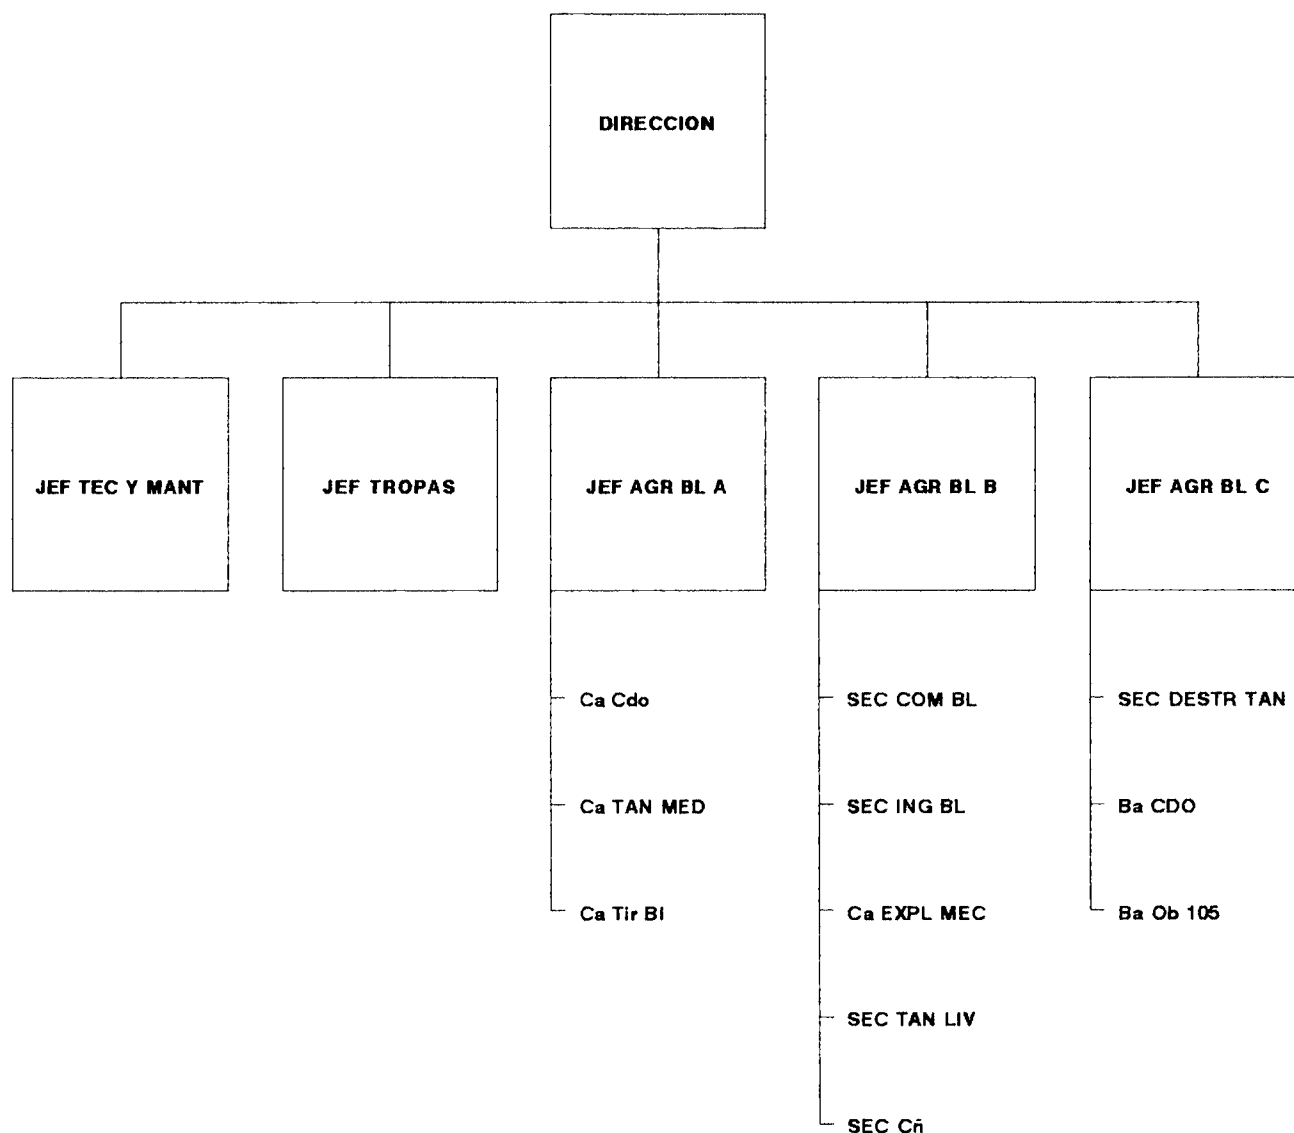 DIRECCION
JEF TEC Y MANT
JEF TROPAS
JEF AGR BL A
JEF AGR BL B
JEF AGR BL C
Ca Cdo
Ca TAN MED
Ca Tir Bl
SEC COM BL
SEC ING BL
Ca EXPL MEC
SEC TAN LIV
SEC Cñ
SEC DESTR TAN
Ba CDO
Ba Ob 105